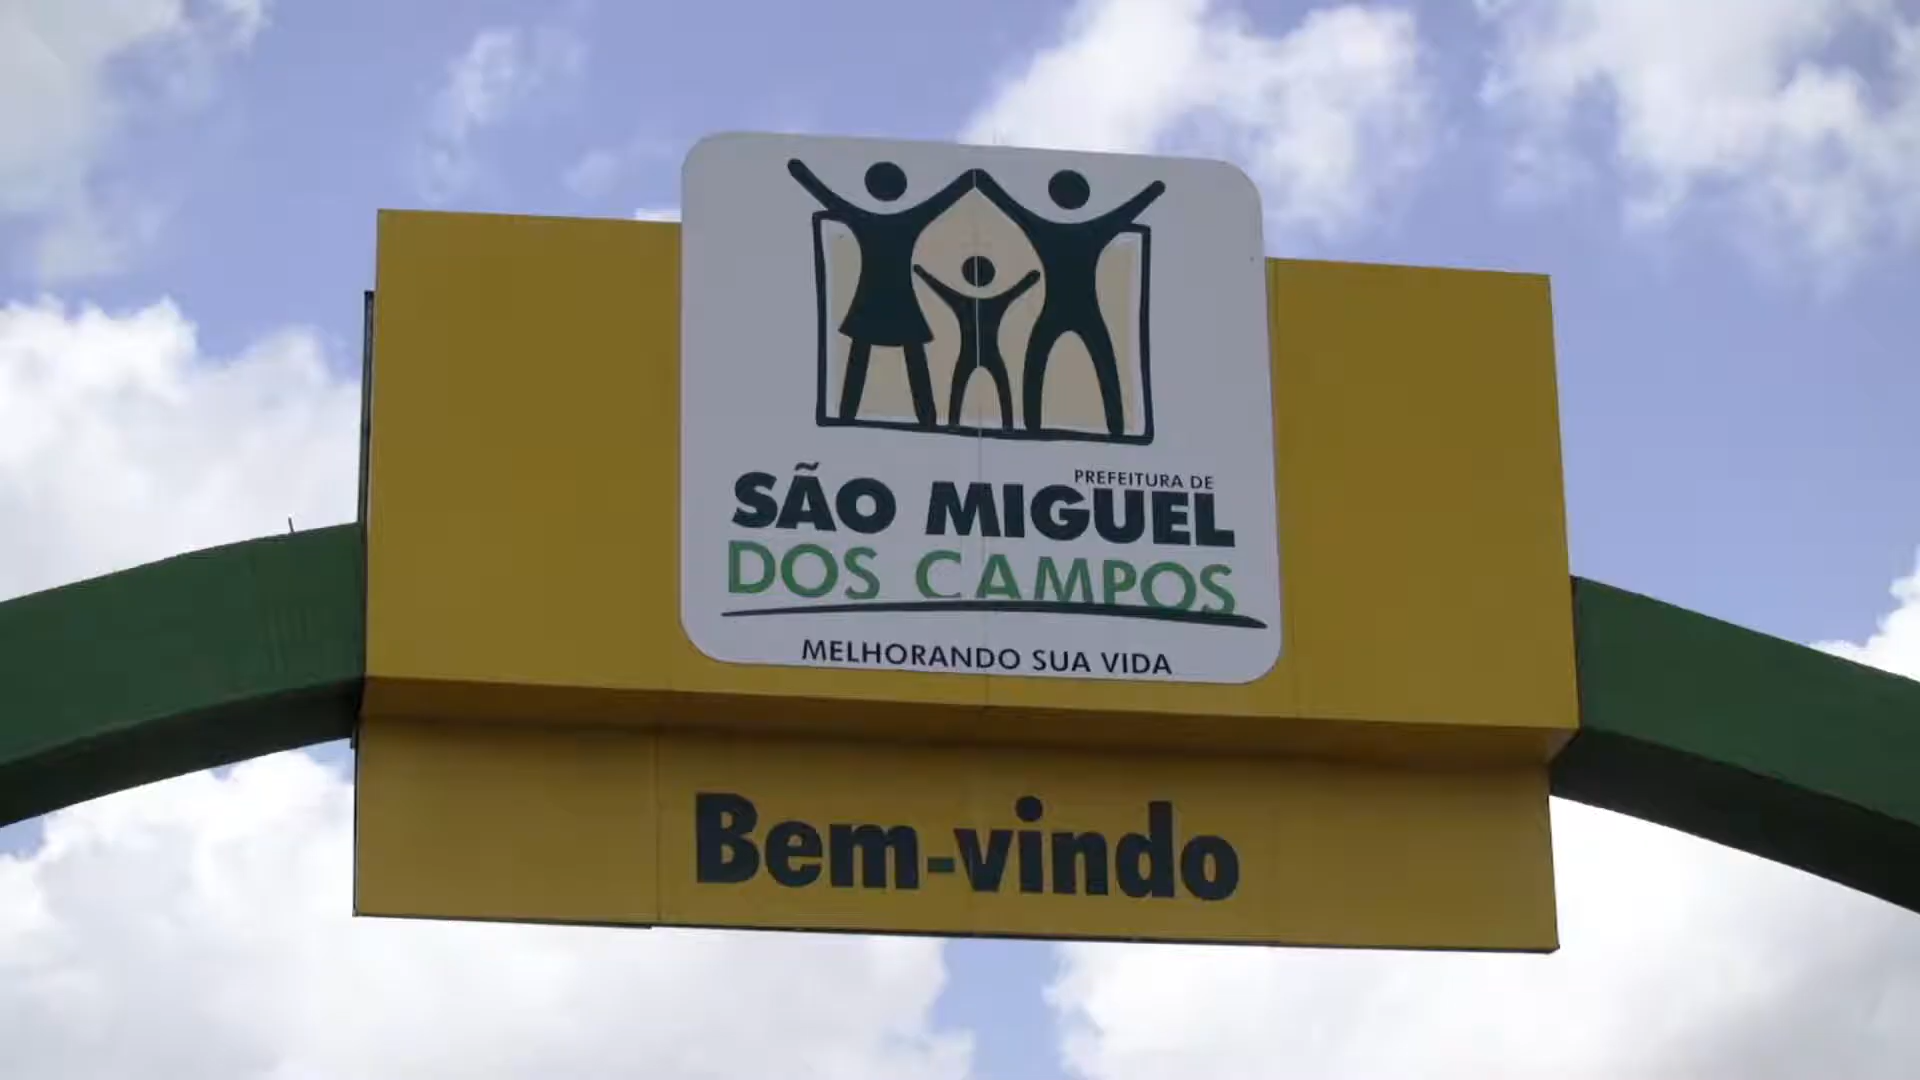 PREFEITURA DE
SÃO MIGUEL
DOS CAMPOS
MELHORANDO SUA VIDA
Bem-vindo